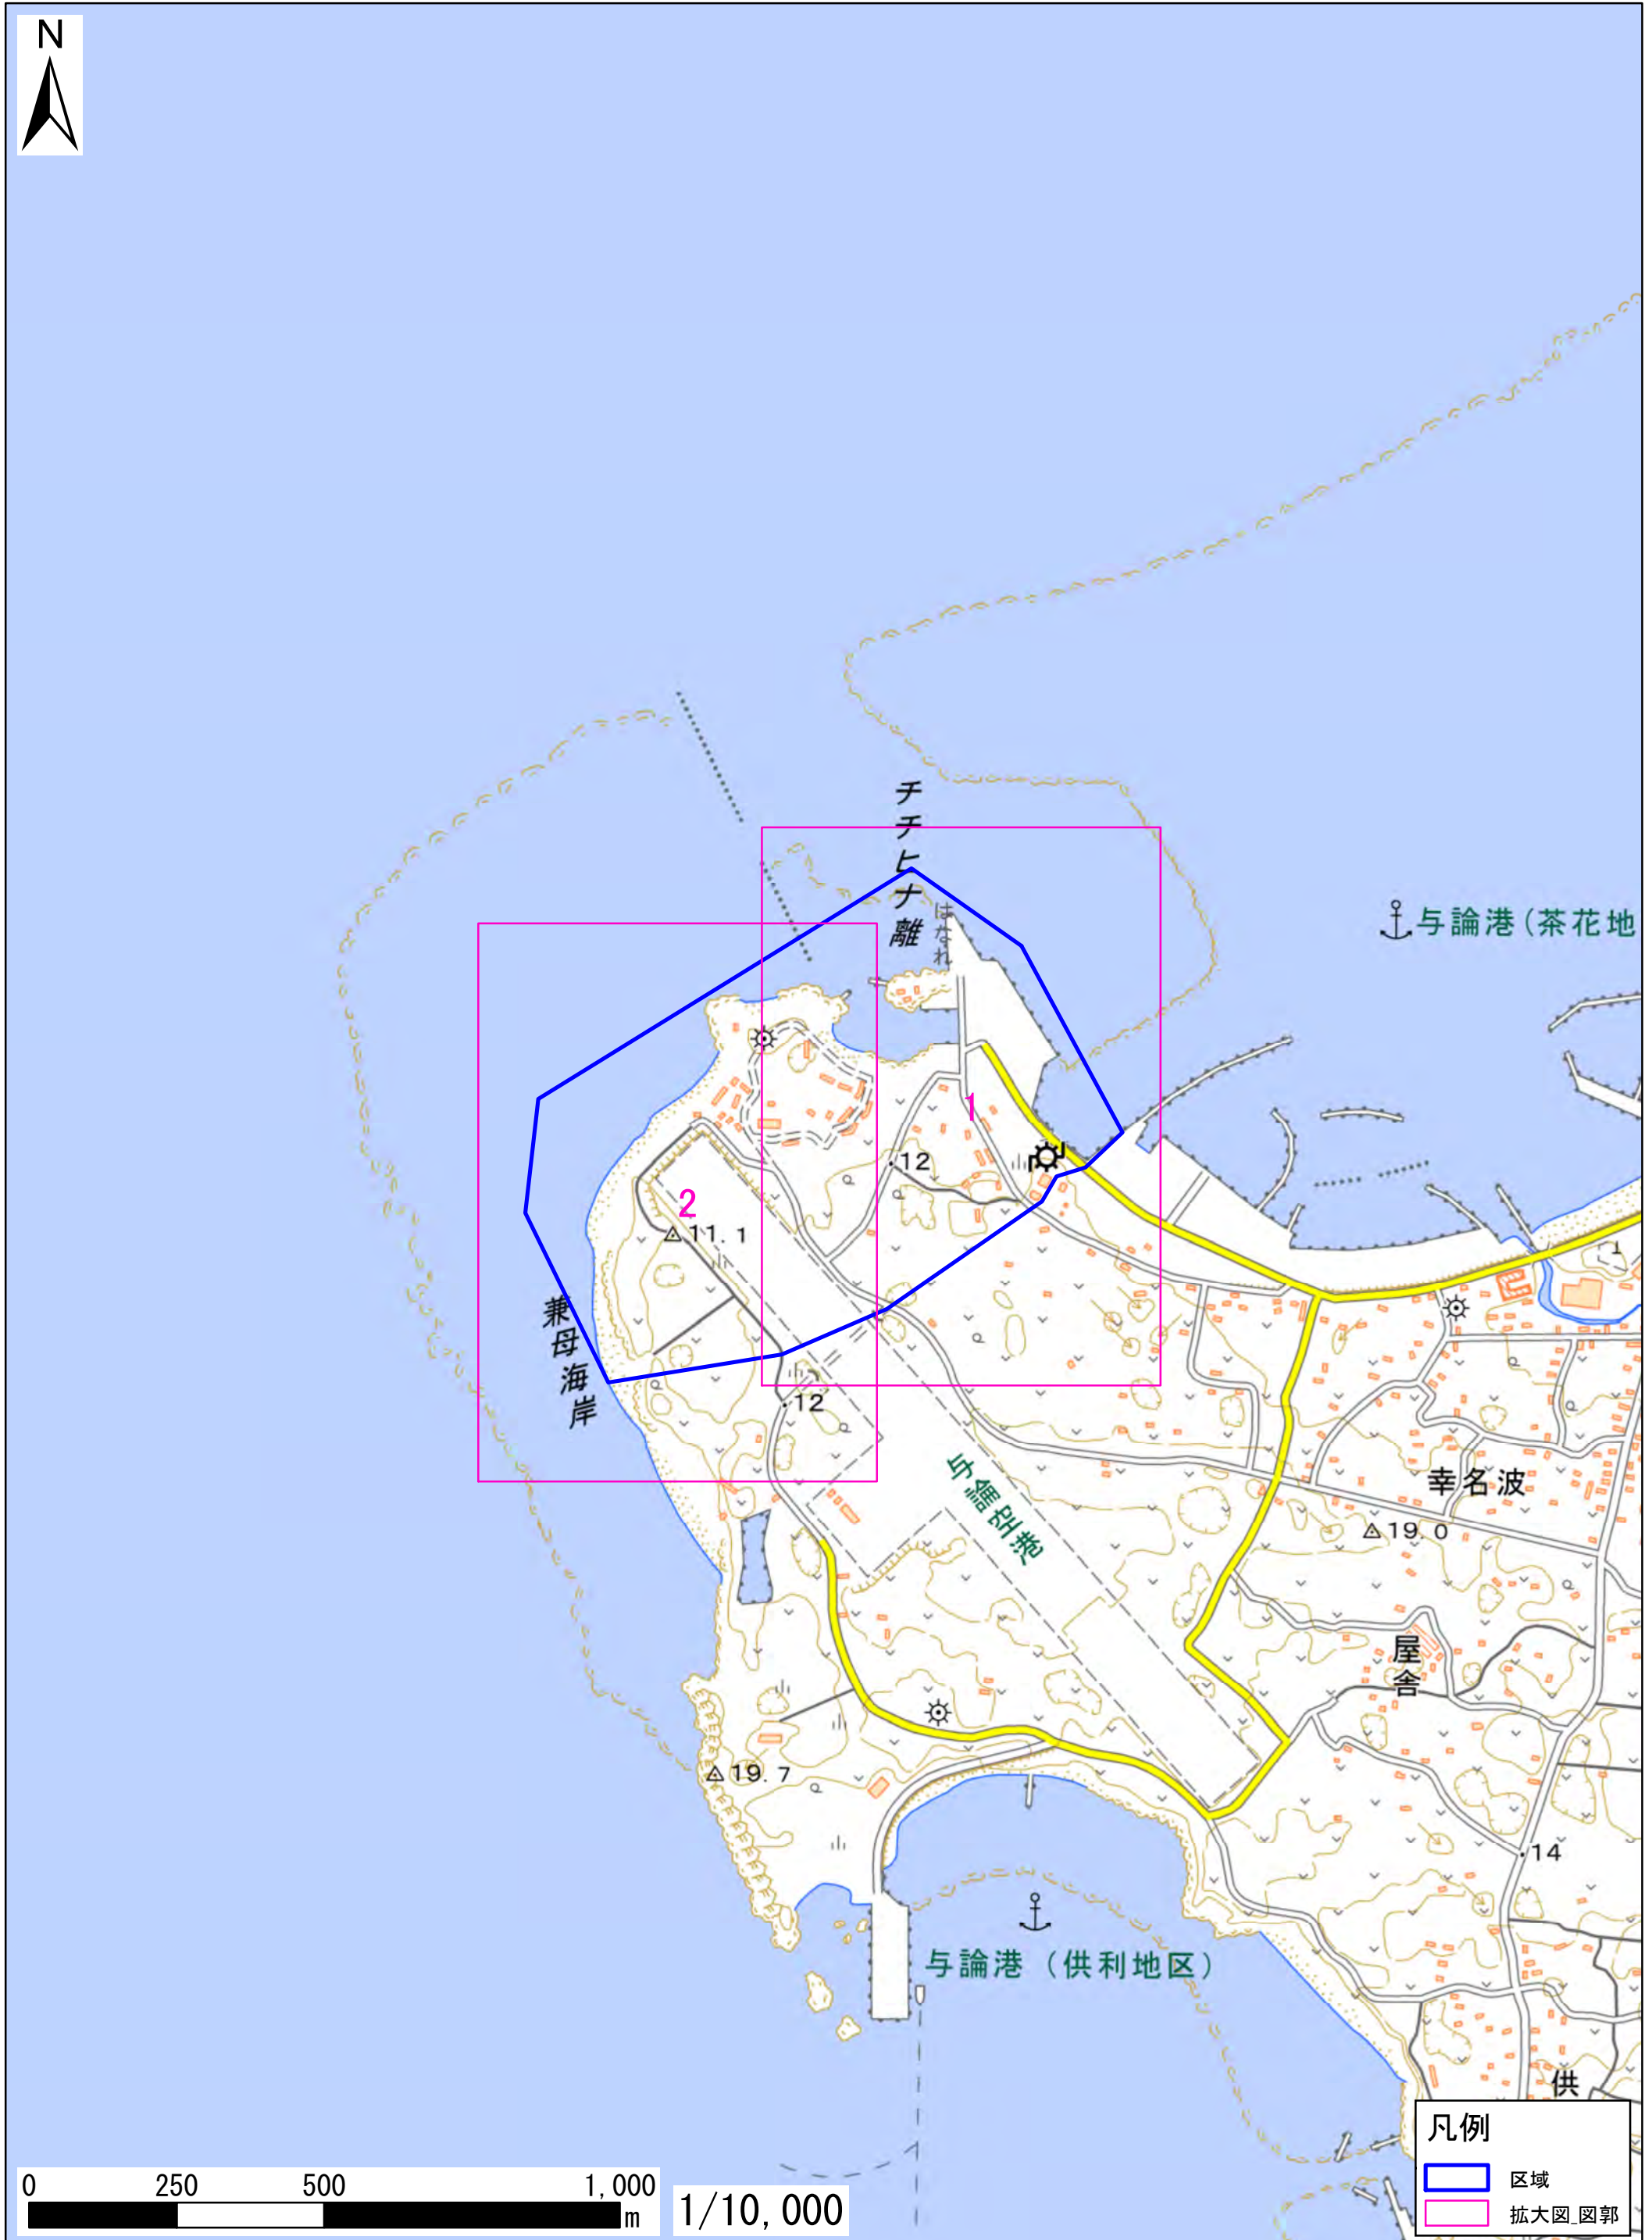 N
チチヒナ離
はなれ
与論港(茶花地
1
12
2
11.1
兼母海岸
12
1
与論空港
幸名波
19.0
屋舎
19.7
14
与論港(供利地区)
供
凡例
区域
拡大図_図郭
0 250 500 1,000
m
1/10,000